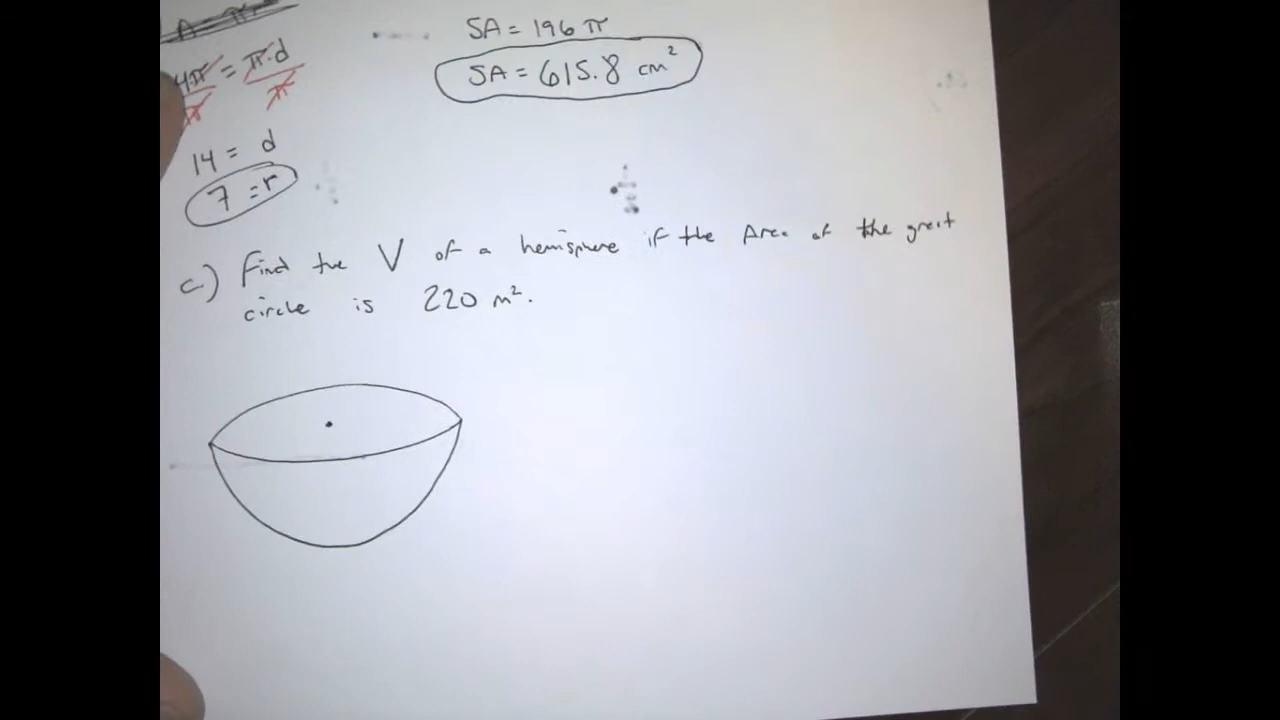 SA = 196 π
4π = π·d
π π
SA = 615.8 cm²
14 = d
7 = r
c.) Find the V of a hemisphere if the Area of the great
circle is 220 m².